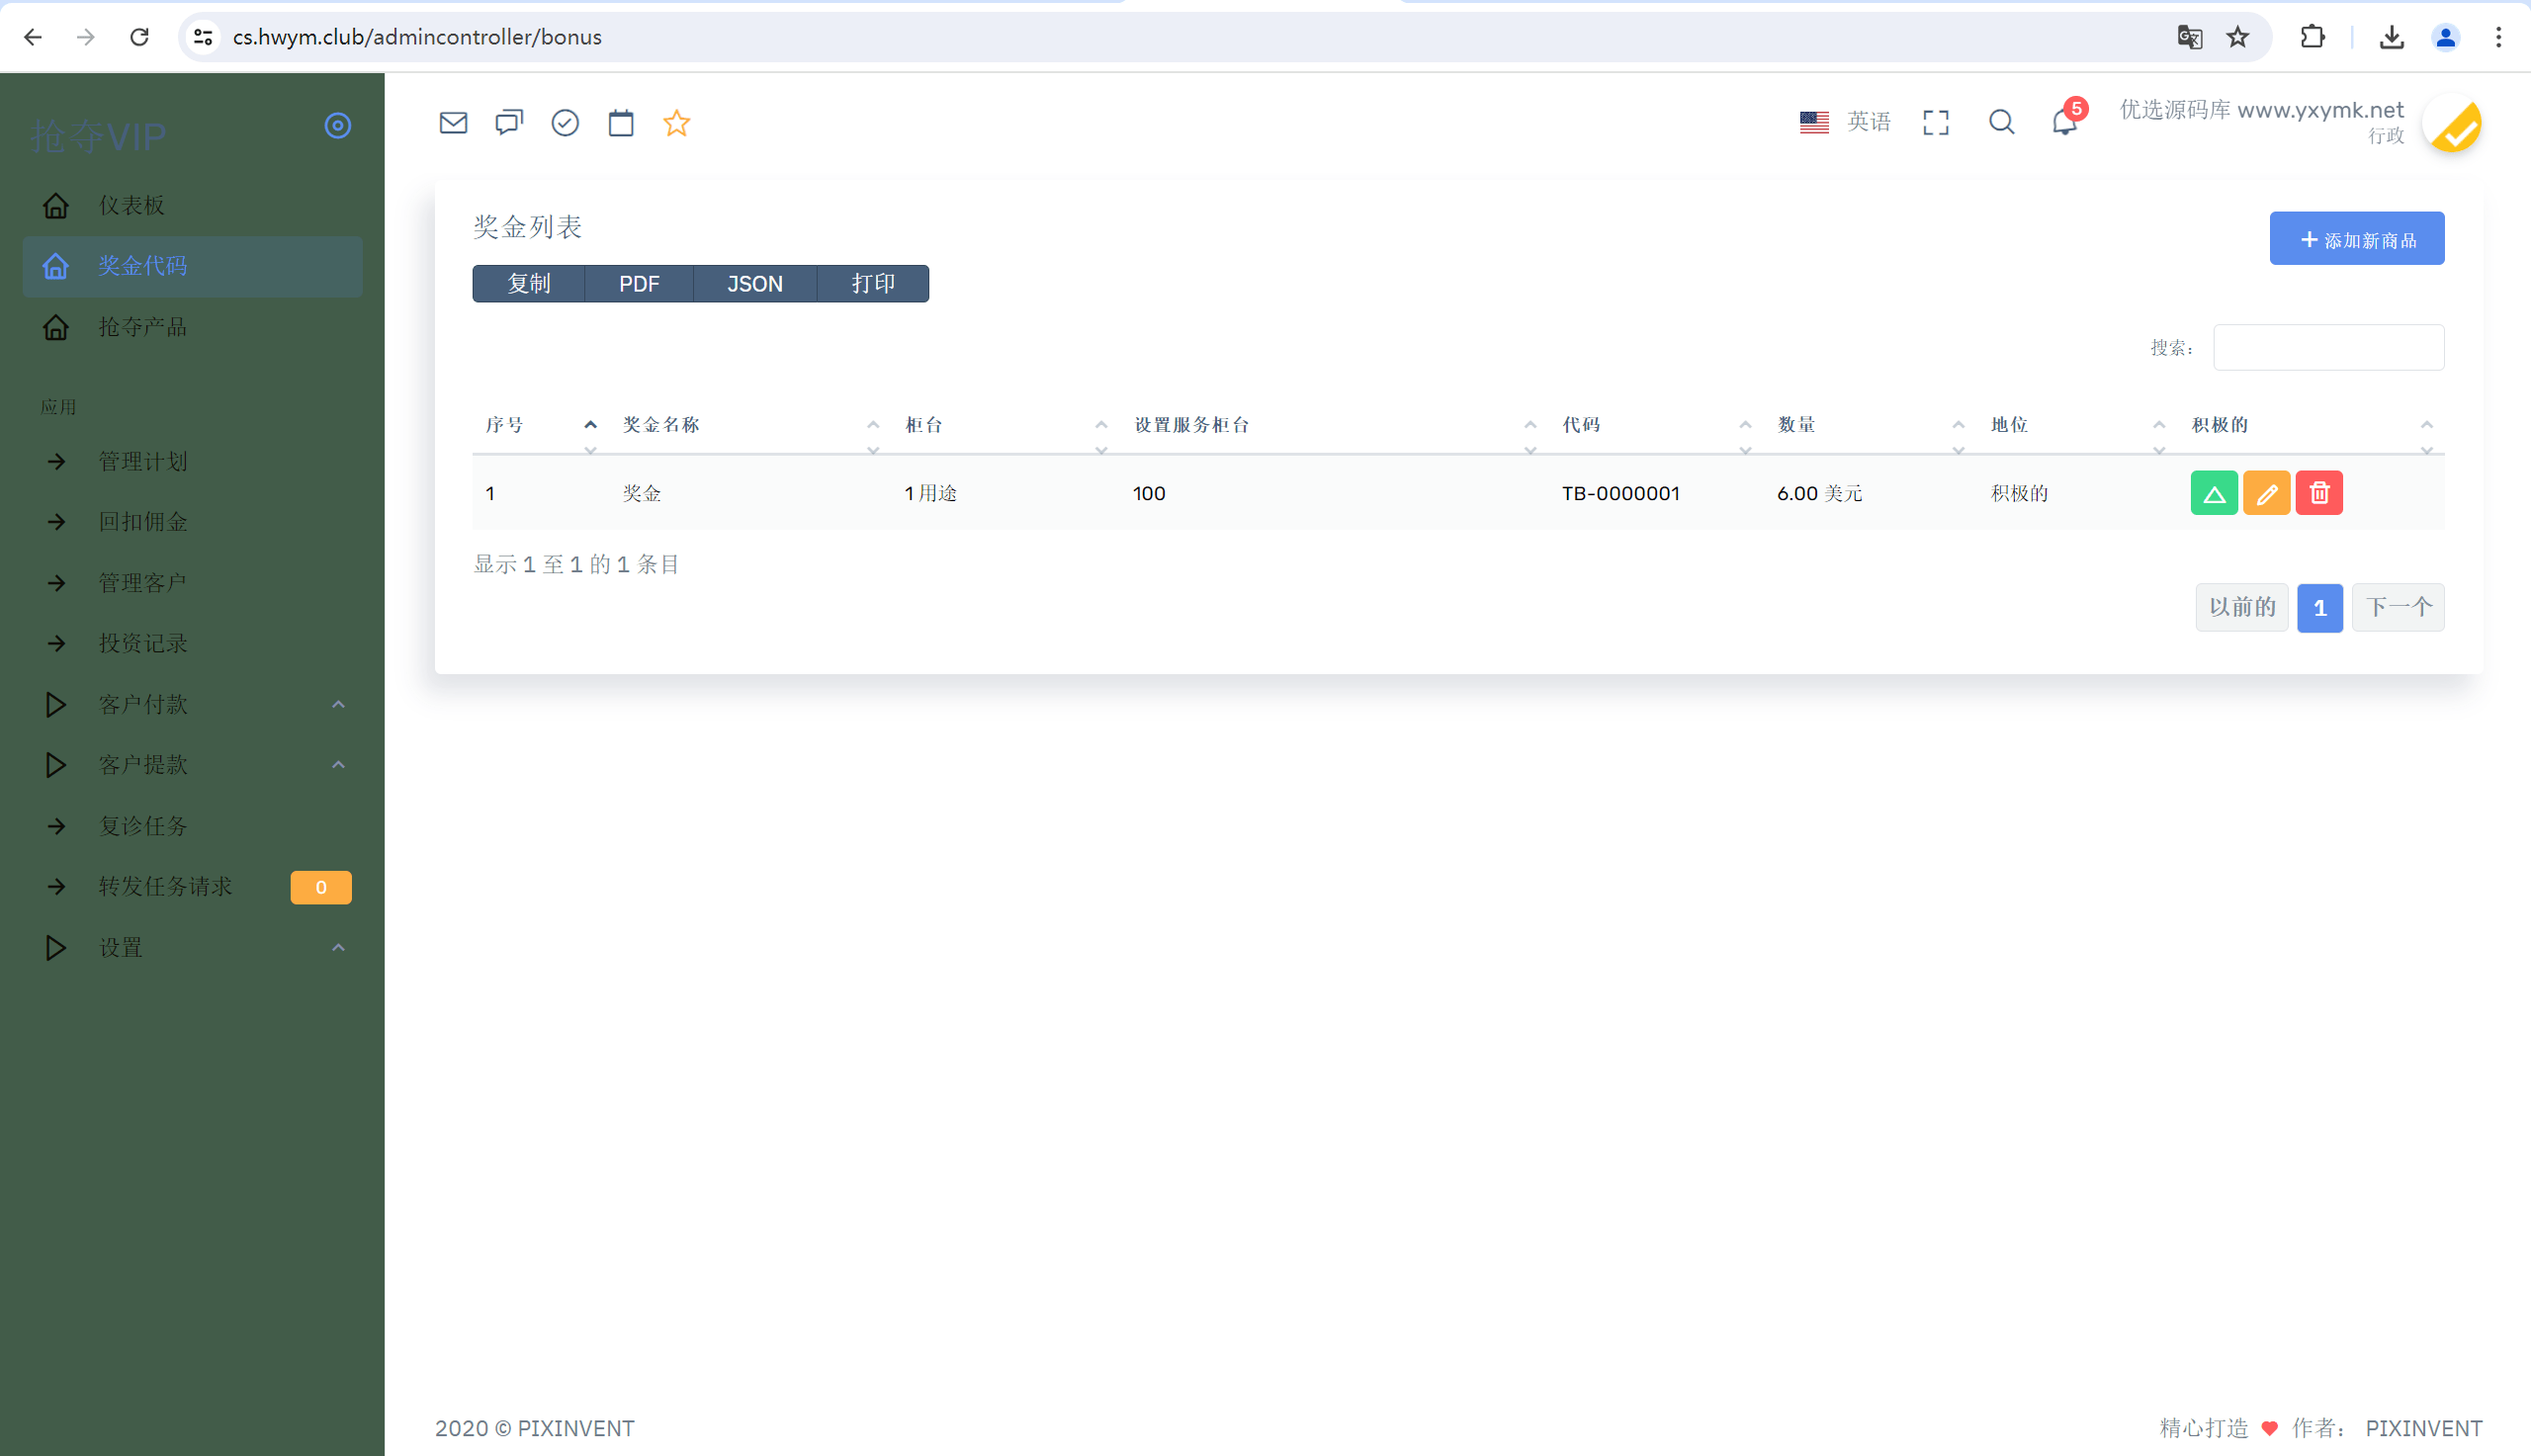 cs.hwym.club/admincontroller/bonus
抢夺VIP
仪表板
奖金代码
抢夺产品
应用
管理计划
回扣佣金
管理客户
投资记录
客户付款
客户提款
复诊任务
转发任务请求 0
设置
英语
5
优选源码库 www.yxymk.net
行政
奖金列表
+ 添加新商品
复制 PDF JSON 打印
搜索：
序号 奖金名称 柜台 设置服务柜台 代码 数量 地位 积极的
1 奖金 1 用途 100 TB-0000001 6.00 美元 积极的
显示 1 至 1 的 1 条目
以前的 1 下一个
2020 © PIXINVENT
精心打造 ♥ 作者： PIXINVENT